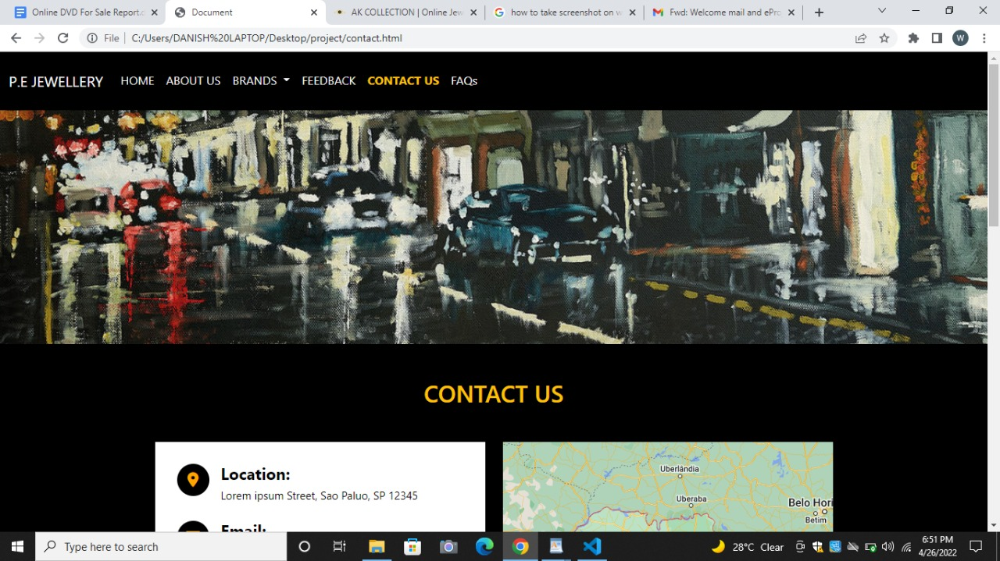 Online DVD For Sale Report.
Document
AK COLLECTION | Online Jew
how to take screenshot on w
Fwd: Welcome mail and ePro
File
C:/Users/DANISH%20LAPTOP/Desktop/project/contact.html
W
P.E JEWELLERY
HOME
ABOUT US
BRANDS
FEEDBACK
CONTACT US
FAQs
CONTACT US
Location:
Lorem ipsum Street, Sao Paluo, SP 12345
Email:
Uberlândia
Uberaba
Belo Hori
Betim
Type here to search
28°C Clear
6:51 PM
4/26/2022